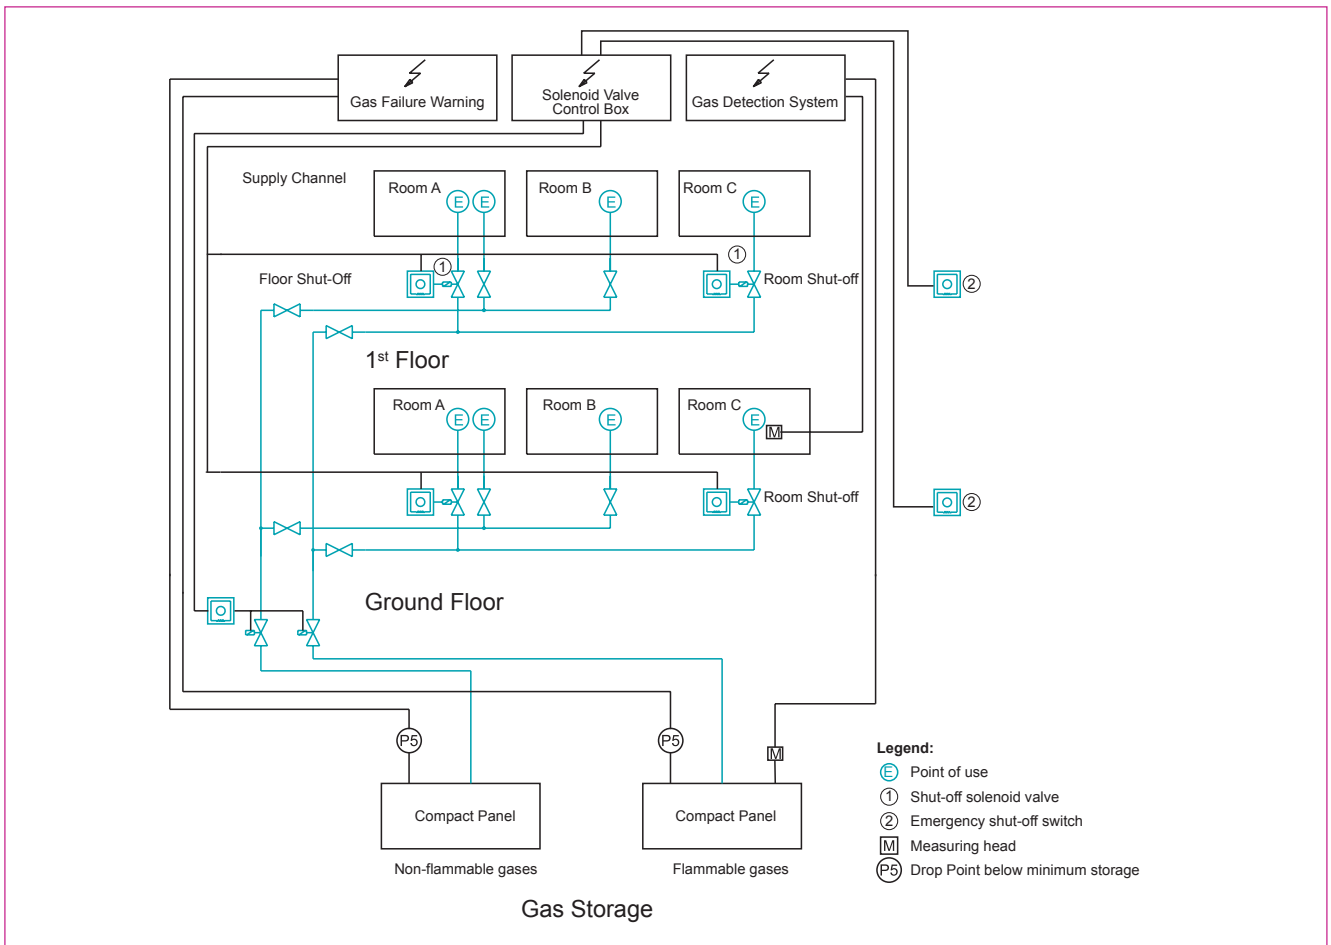 Gas Failure Warning
Solenoid Valve
Control Box
Gas Detection System
Supply Channel
Room A
E E
Room B
E
Room C
E
1
1
Floor Shut-Off
Room Shut-off
2
1st Floor
Room A
E E
Room B
E
Room C
E
M
Room Shut-off
2
Ground Floor
P5
P5
M
Compact Panel
Compact Panel
Non-flammable gases
Flammable gases
Gas Storage
Legend:
E Point of use
1 Shut-off solenoid valve
2 Emergency shut-off switch
M Measuring head
P5 Drop Point below minimum storage